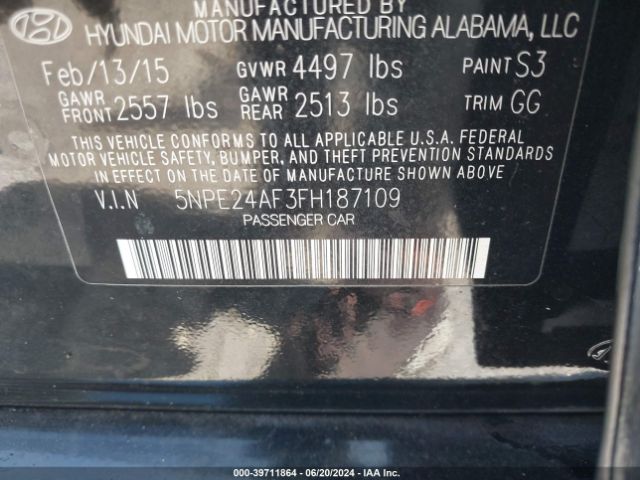 MANUFACTURED BY
HYUNDAI MOTOR MANUFACTURING ALABAMA, LLC
Feb/13/15 GVWR 4497 lbs PAINT S3
GAWR FRONT 2557 lbs GAWR REAR 2513 lbs TRIM GG
THIS VEHICLE CONFORMS TO ALL APPLICABLE U.S.A. FEDERAL
MOTOR VEHICLE SAFETY, BUMPER, AND THEFT PREVENTION STANDARDS
IN EFFECT ON THE DATE OF MANUFACTURE SHOWN ABOVE.
V.I.N 5NPE24AF3FH187109
PASSENGER CAR
000-39711864 / 06/20/2024 / IAA Inc.